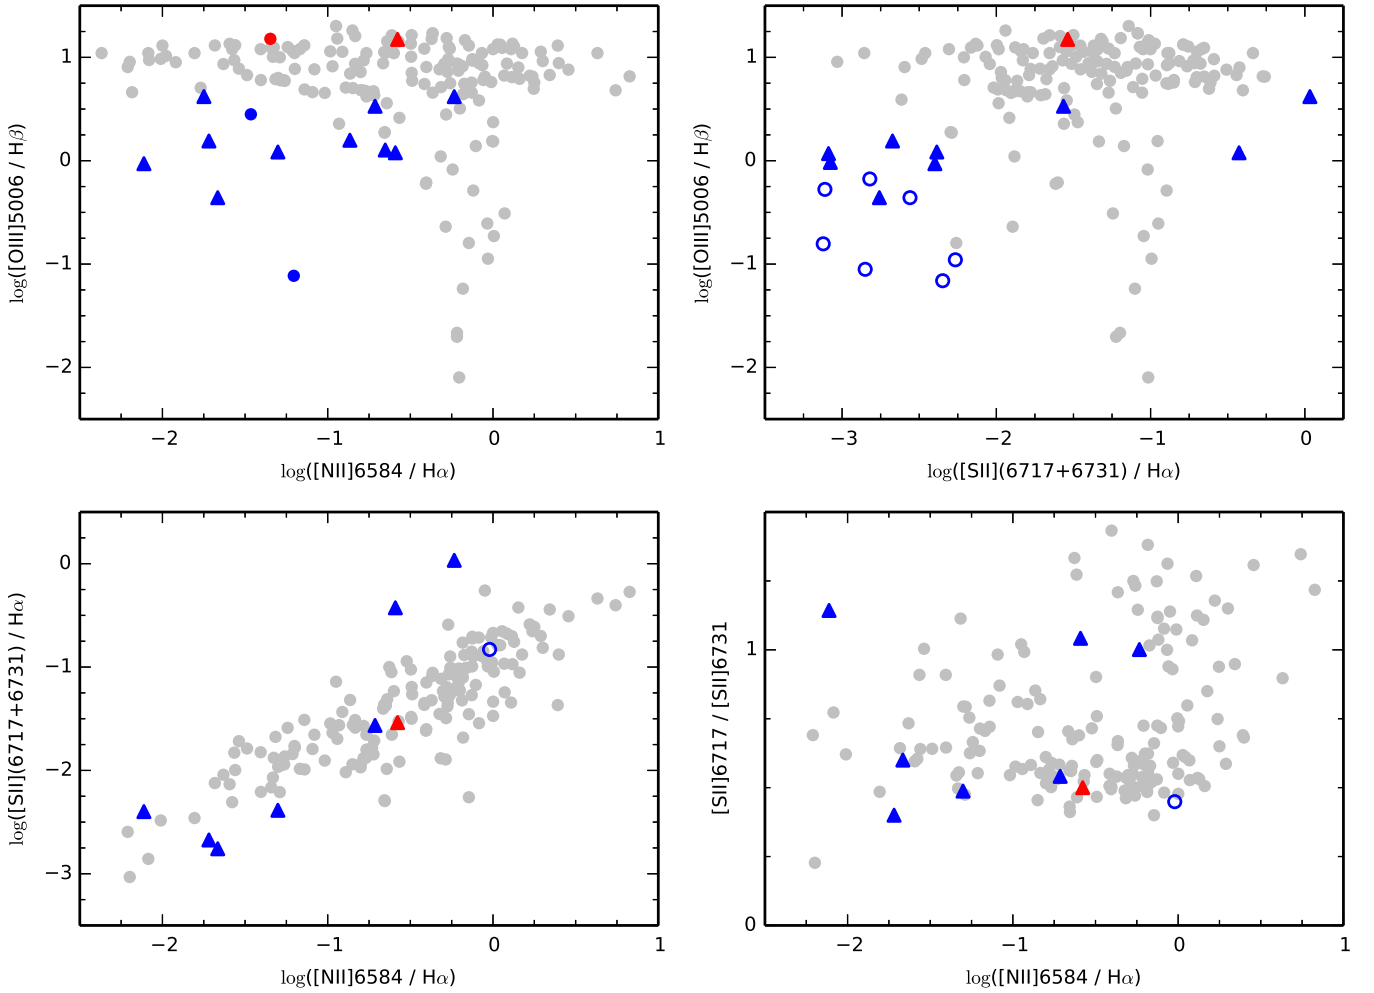 1
0
−1
−2
log([OIII]5006 / Hβ)
−2 −1 0 1
log([NII]6584 / Hα)
1
0
−1
−2
log([OIII]5006 / Hβ)
−3 −2 −1 0
log([SII](6717+6731) / Hα)
0
−1
−2
−3
log([SII](6717+6731) / Hα)
−2 −1 0 1
log([NII]6584 / Hα)
1
0
[SII]6717 / [SII]6731
−2 −1 0 1
log([NII]6584 / Hα)